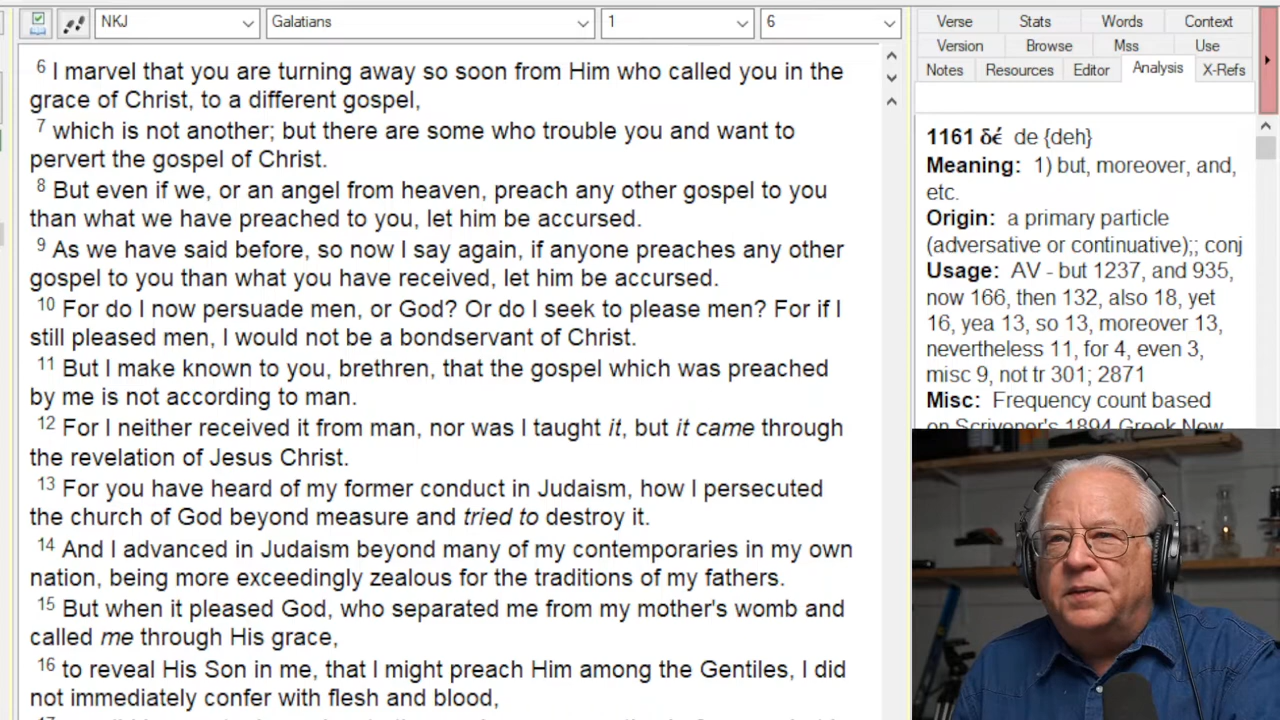 NKJ
Galatians
1
6
6 I marvel that you are turning away so soon from Him who called you in the
grace of Christ, to a different gospel,
7 which is not another; but there are some who trouble you and want to
pervert the gospel of Christ.
8 But even if we, or an angel from heaven, preach any other gospel to you
than what we have preached to you, let him be accursed.
9 As we have said before, so now I say again, if anyone preaches any other
gospel to you than what you have received, let him be accursed.
10 For do I now persuade men, or God? Or do I seek to please men? For if I
still pleased men, I would not be a bondservant of Christ.
11 But I make known to you, brethren, that the gospel which was preached
by me is not according to man.
12 For I neither received it from man, nor was I taught it, but it came through
the revelation of Jesus Christ.
13 For you have heard of my former conduct in Judaism, how I persecuted
the church of God beyond measure and tried to destroy it.
14 And I advanced in Judaism beyond many of my contemporaries in my own
nation, being more exceedingly zealous for the traditions of my fathers.
15 But when it pleased God, who separated me from my mother's womb and
called me through His grace,
16 to reveal His Son in me, that I might preach Him among the Gentiles, I did
not immediately confer with flesh and blood,
Verse Stats Words Context
Version Browse Mss Use
Notes Resources Editor Analysis X-Refs
1161 δέ de {deh}
Meaning: 1) but, moreover, and,
etc.
Origin: a primary particle
(adversative or continuative);; conj
Usage: AV - but 1237, and 935,
now 166, then 132, also 18, yet
16, yea 13, so 13, moreover 13,
nevertheless 11, for 4, even 3,
misc 9, not tr 301; 2871
Misc: Frequency count based
on Scrivener's 1894 Greek New